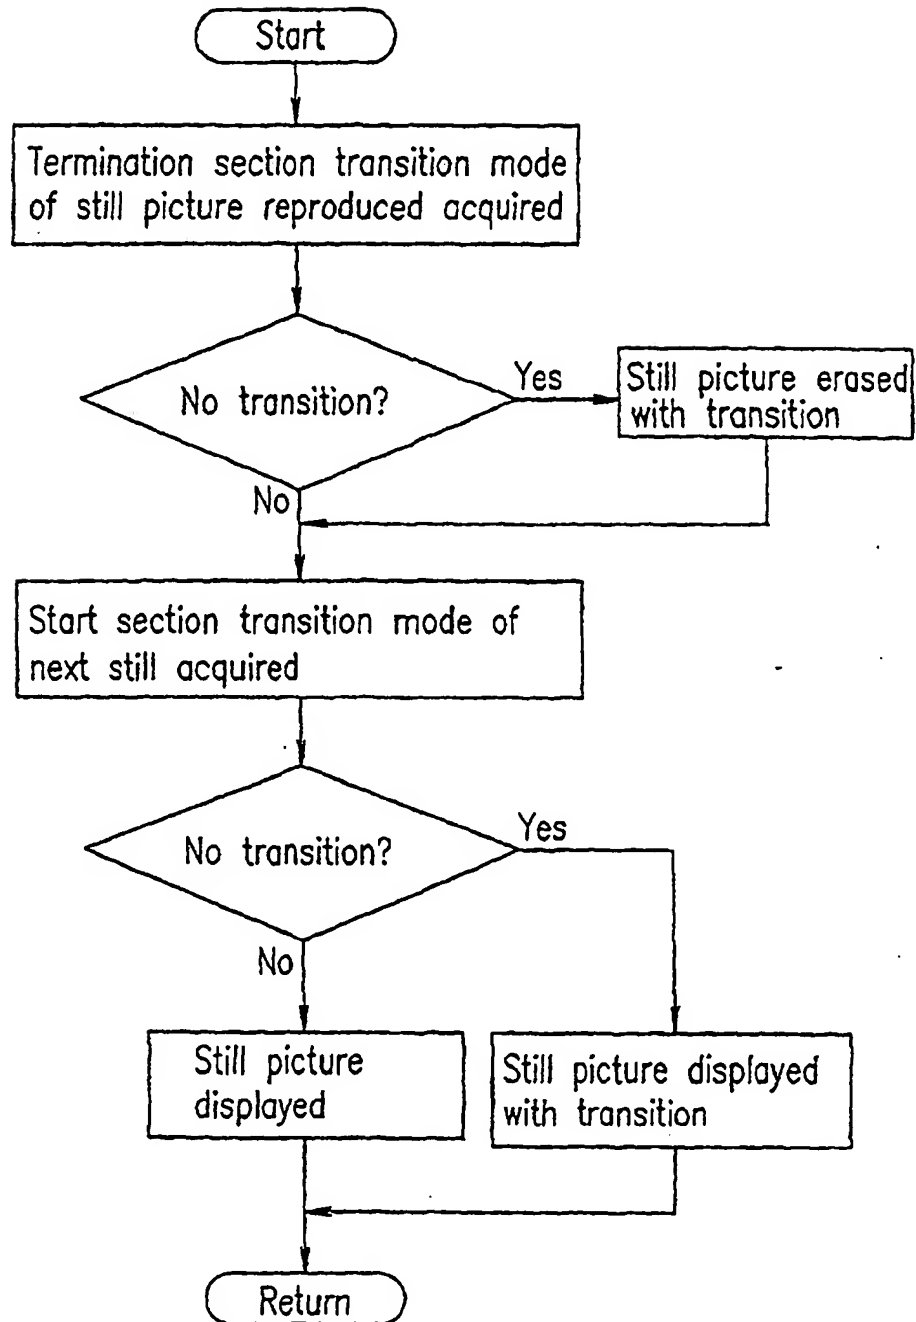 Start
Termination section transition mode
of still picture reproduced acquired
No transition?
Yes
Still picture erased
with transition
No
Start section transition mode of
next still acquired
No transition?
Yes
No
Still picture
displayed
Still picture displayed
with transition
Return